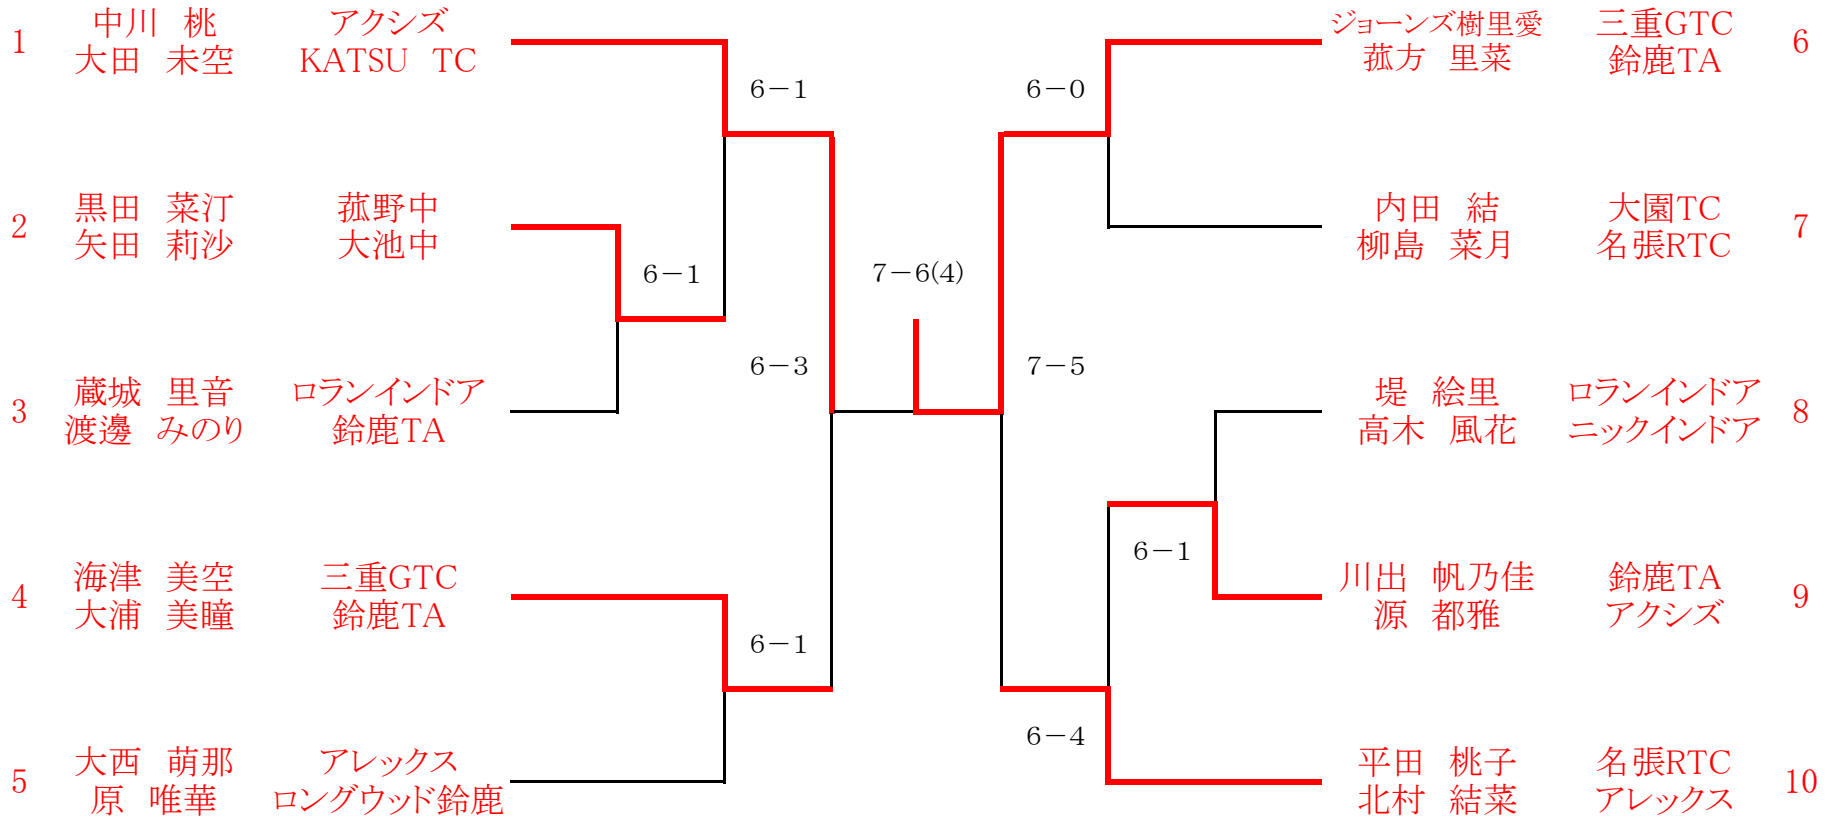 1 中川 桃 アクシズ
大田 未空 KATSU TC
2 黒田 菜汀 菰野中
矢田 莉沙 大池中
3 蔵城 里音 ロランインドア
渡邊 みのり 鈴鹿TA
4 海津 美空 三重GTC
大浦 美瞳 鈴鹿TA
5 大西 萌那 アレックス
原 唯華 ロングウッド鈴鹿
6-1
6-1
6-3
6-1
7-6(4)
6-0
7-5
6-1
6-4
ジョーンズ樹里愛 三重GTC 6
菰方 里菜 鈴鹿TA
内田 結 大園TC 7
柳島 菜月 名張RTC
堤 絵里 ロランインドア 8
高木 風花 ニックインドア
川出 帆乃佳 鈴鹿TA 9
源 都雅 アクシズ
平田 桃子 名張RTC 10
北村 結菜 アレックス